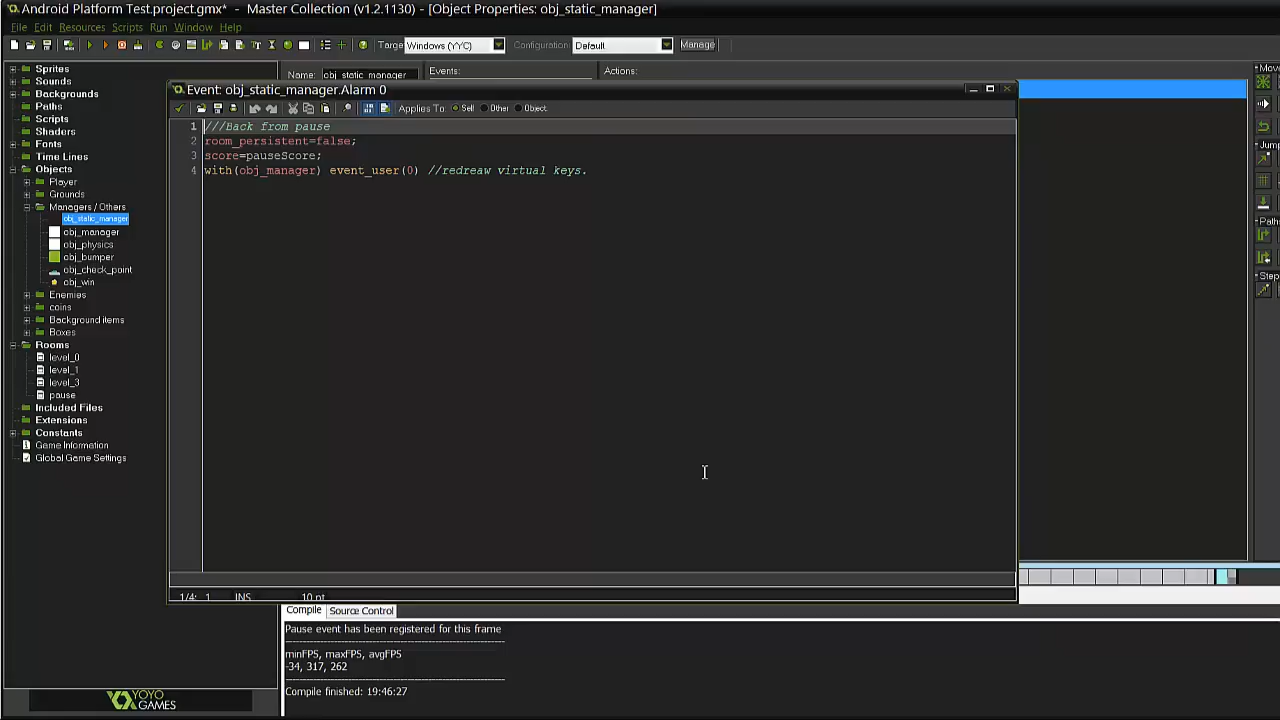 Android Platform Test.project.gmx* - Master Collection (v1.2.1130) - [Object Properties: obj_static_manager]
File Edit Resources Scripts Run Window Help
Target Windows (YYC) Configuration: Default Manage
Name: obj_static_manager Events: Actions:
Sprites
Sounds
Backgrounds
Paths
Scripts
Shaders
Fonts
Time Lines
Objects
Player
Grounds
Managers / Others
obj_static_manager
obj_manager
obj_physics
obj_bumper
obj_check_point
obj_win
Enemies
coins
Background items
Boxes
Rooms
level_0
level_1
level_3
pause
Included Files
Extensions
Constants
Game Information
Global Game Settings
YOYO
GAMES
Event: obj_static_manager.Alarm 0
Applies To Self Other Object
1 ///Back from pause
2 room_persistent=false;
3 score=pauseScore;
4 with(obj_manager) event_user(0) //redreaw virtual keys.
1/4: 1 INS 10 pt
Move
Jump
Paths
Step
Compile Source Control
Pause event has been registered for this frame
minFPS, maxFPS, avgFPS
-34, 317, 262
Compile finished: 19:46:27